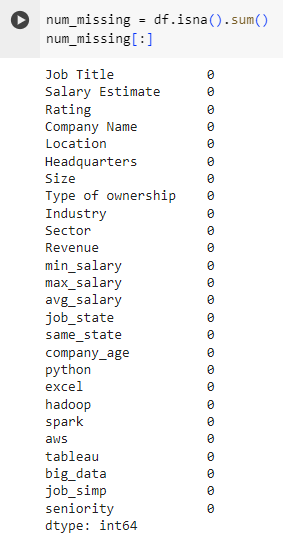 num_missing = df.isna().sum()
num_missing[:]
Job Title 0
Salary Estimate 0
Rating 0
Company Name 0
Location 0
Headquarters 0
Size 0
Type of ownership 0
Industry 0
Sector 0
Revenue 0
min_salary 0
max_salary 0
avg_salary 0
job_state 0
same_state 0
company_age 0
python 0
excel 0
hadoop 0
spark 0
aws 0
tableau 0
big_data 0
job_simp 0
seniority 0
dtype: int64